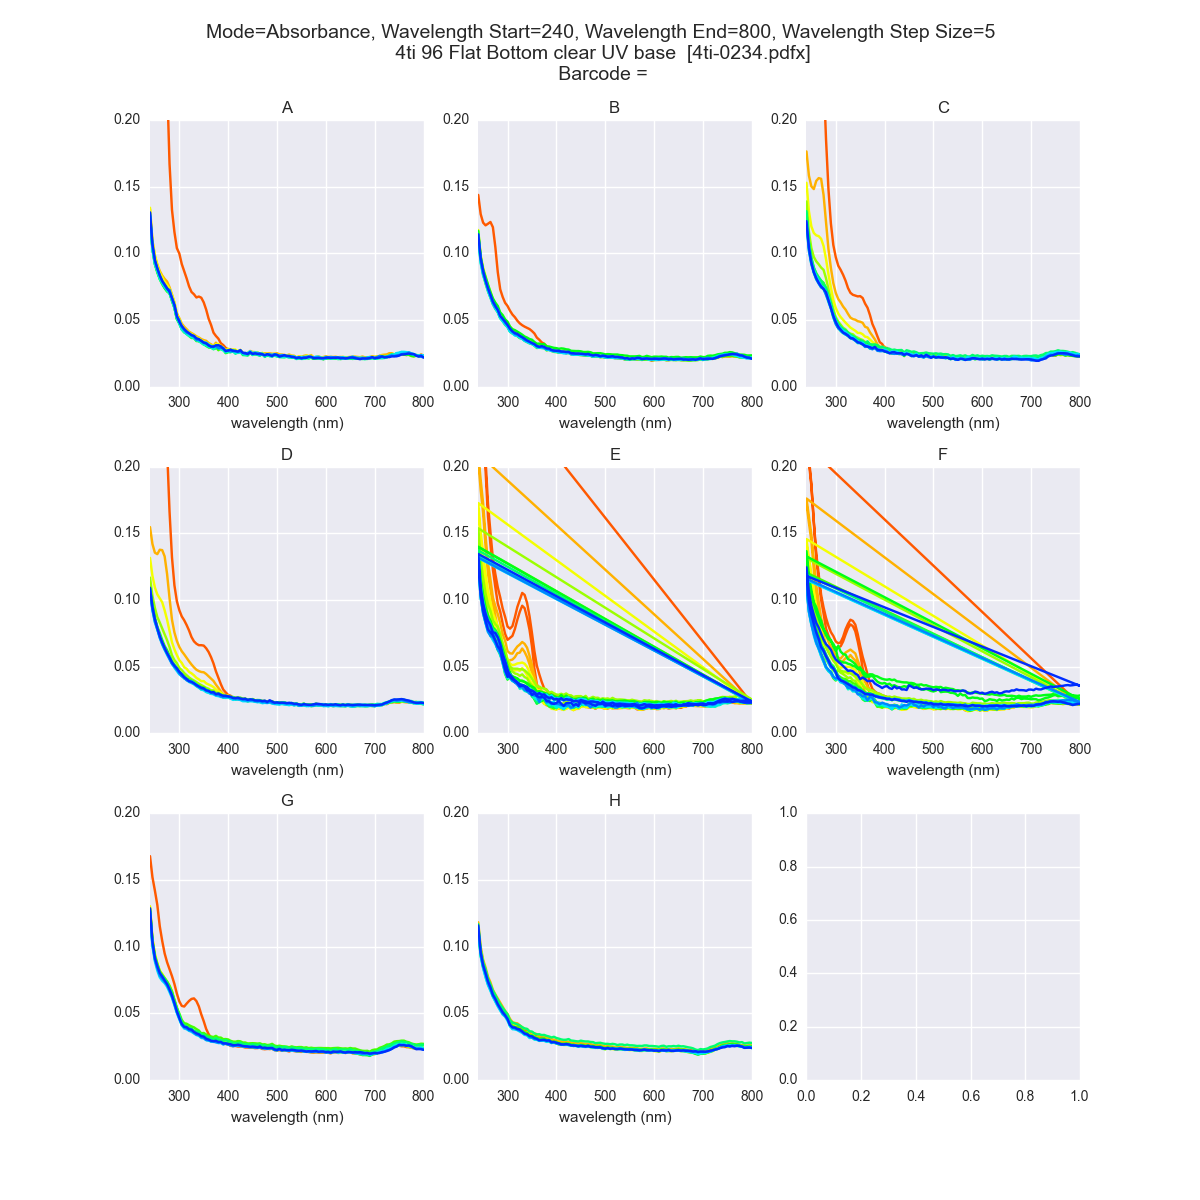 Mode=Absorbance, Wavelength Start=240, Wavelength End=800, Wavelength Step Size=5
4ti 96 Flat Bottom clear UV base  [4ti-0234.pdfx]
Barcode =
A
0.20
0.15
0.10
0.05
0.00
300 400 500 600 700 800
wavelength (nm)
B
0.20
0.15
0.10
0.05
0.00
300 400 500 600 700 800
wavelength (nm)
C
0.20
0.15
0.10
0.05
0.00
300 400 500 600 700 800
wavelength (nm)
D
0.20
0.15
0.10
0.05
0.00
300 400 500 600 700 800
wavelength (nm)
E
0.20
0.15
0.10
0.05
0.00
300 400 500 600 700 800
wavelength (nm)
F
0.20
0.15
0.10
0.05
0.00
300 400 500 600 700 800
wavelength (nm)
G
0.20
0.15
0.10
0.05
0.00
300 400 500 600 700 800
wavelength (nm)
H
0.20
0.15
0.10
0.05
0.00
300 400 500 600 700 800
wavelength (nm)
1.0
0.8
0.6
0.4
0.2
0.0
0.0 0.2 0.4 0.6 0.8 1.0